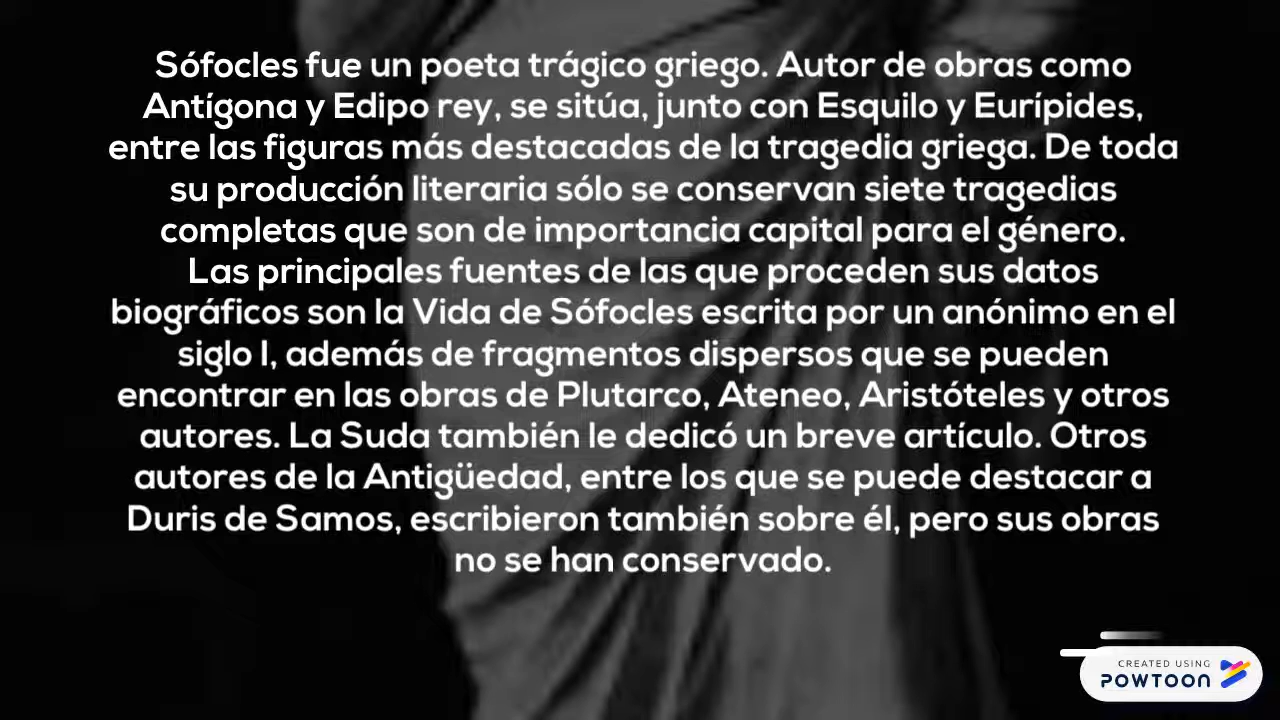 Sófocles fue un poeta trágico griego. Autor de obras como
Antígona y Edipo rey, se sitúa, junto con Esquilo y Eurípides,
entre las figuras más destacadas de la tragedia griega. De toda
su producción literaria sólo se conservan siete tragedias
completas que son de importancia capital para el género.
Las principales fuentes de las que proceden sus datos
biográficos son la Vida de Sófocles escrita por un anónimo en el
siglo I, además de fragmentos dispersos que se pueden
encontrar en las obras de Plutarco, Ateneo, Aristóteles y otros
autores. La Suda también le dedicó un breve artículo. Otros
autores de la Antigüedad, entre los que se puede destacar a
Duris de Samos, escribieron también sobre él, pero sus obras
no se han conservado.
CREATED USING
POWTOON